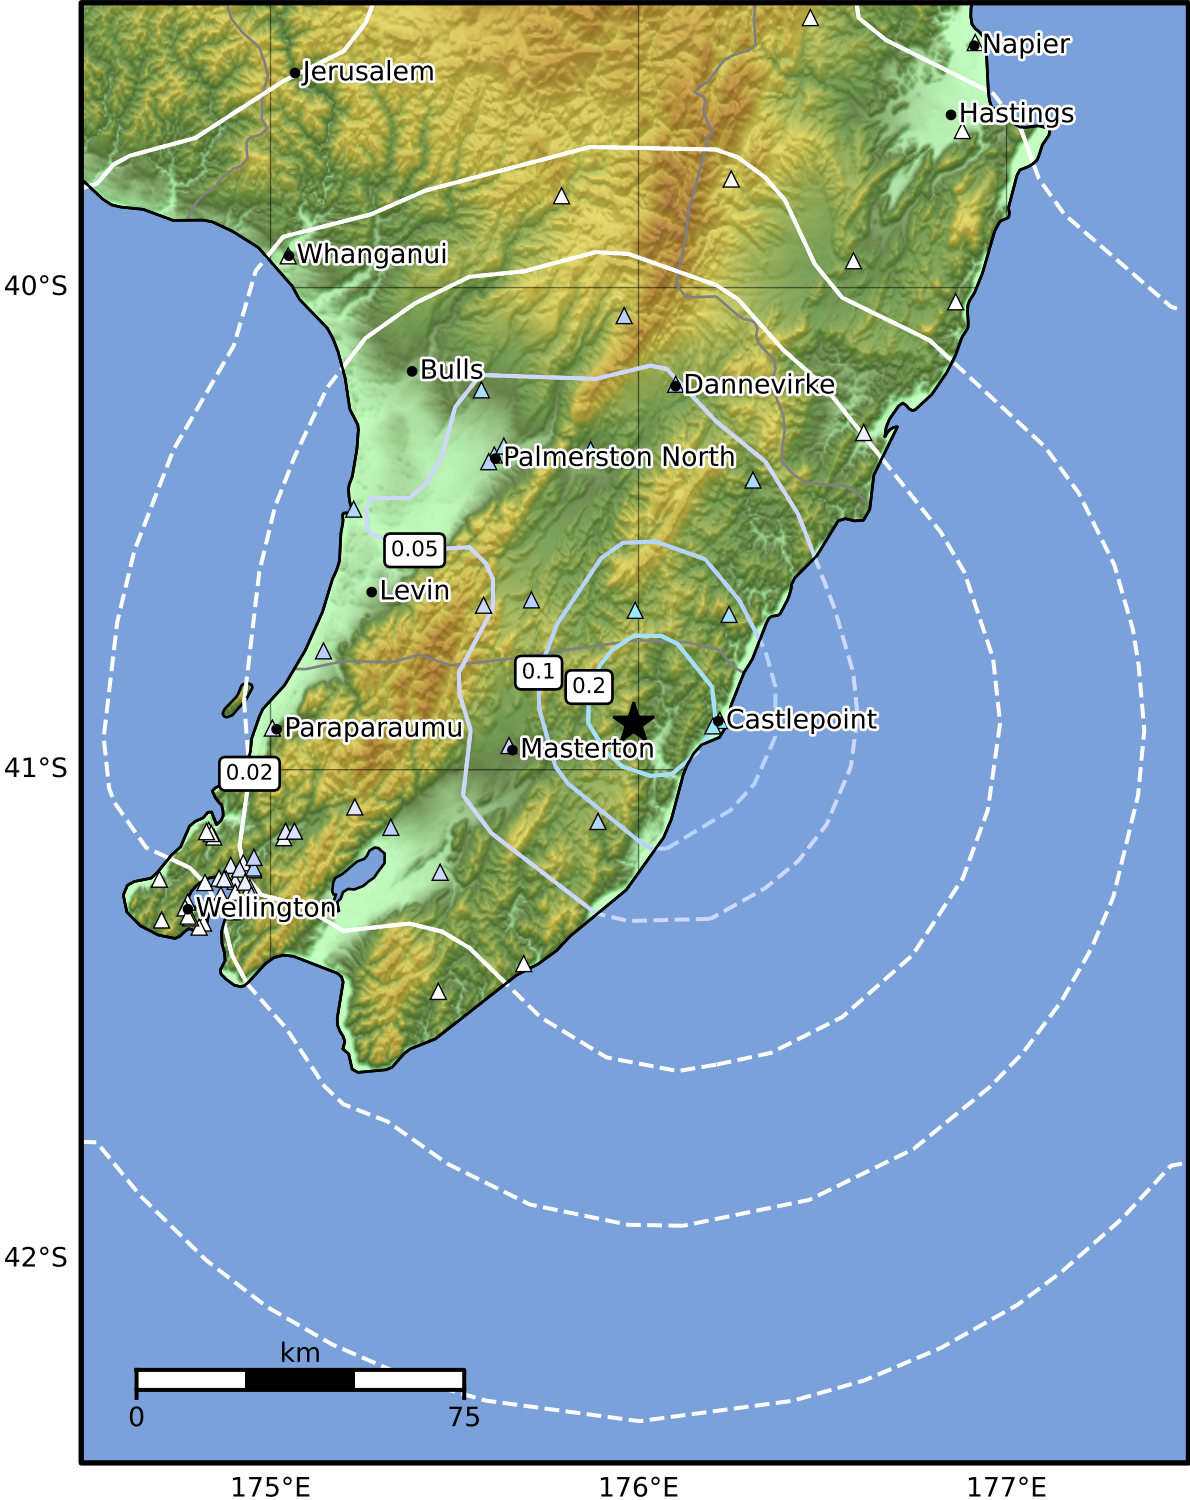 Napier
Jerusalem
Hastings
Whanganui
40°S
Bulls
Dannevirke
Palmerston North
0.05
Levin
0.1
0.2
Castlepoint
Paraparaumu
Masterton
0.02
41°S
Wellington
42°S
km
0
75
175°E
176°E
177°E